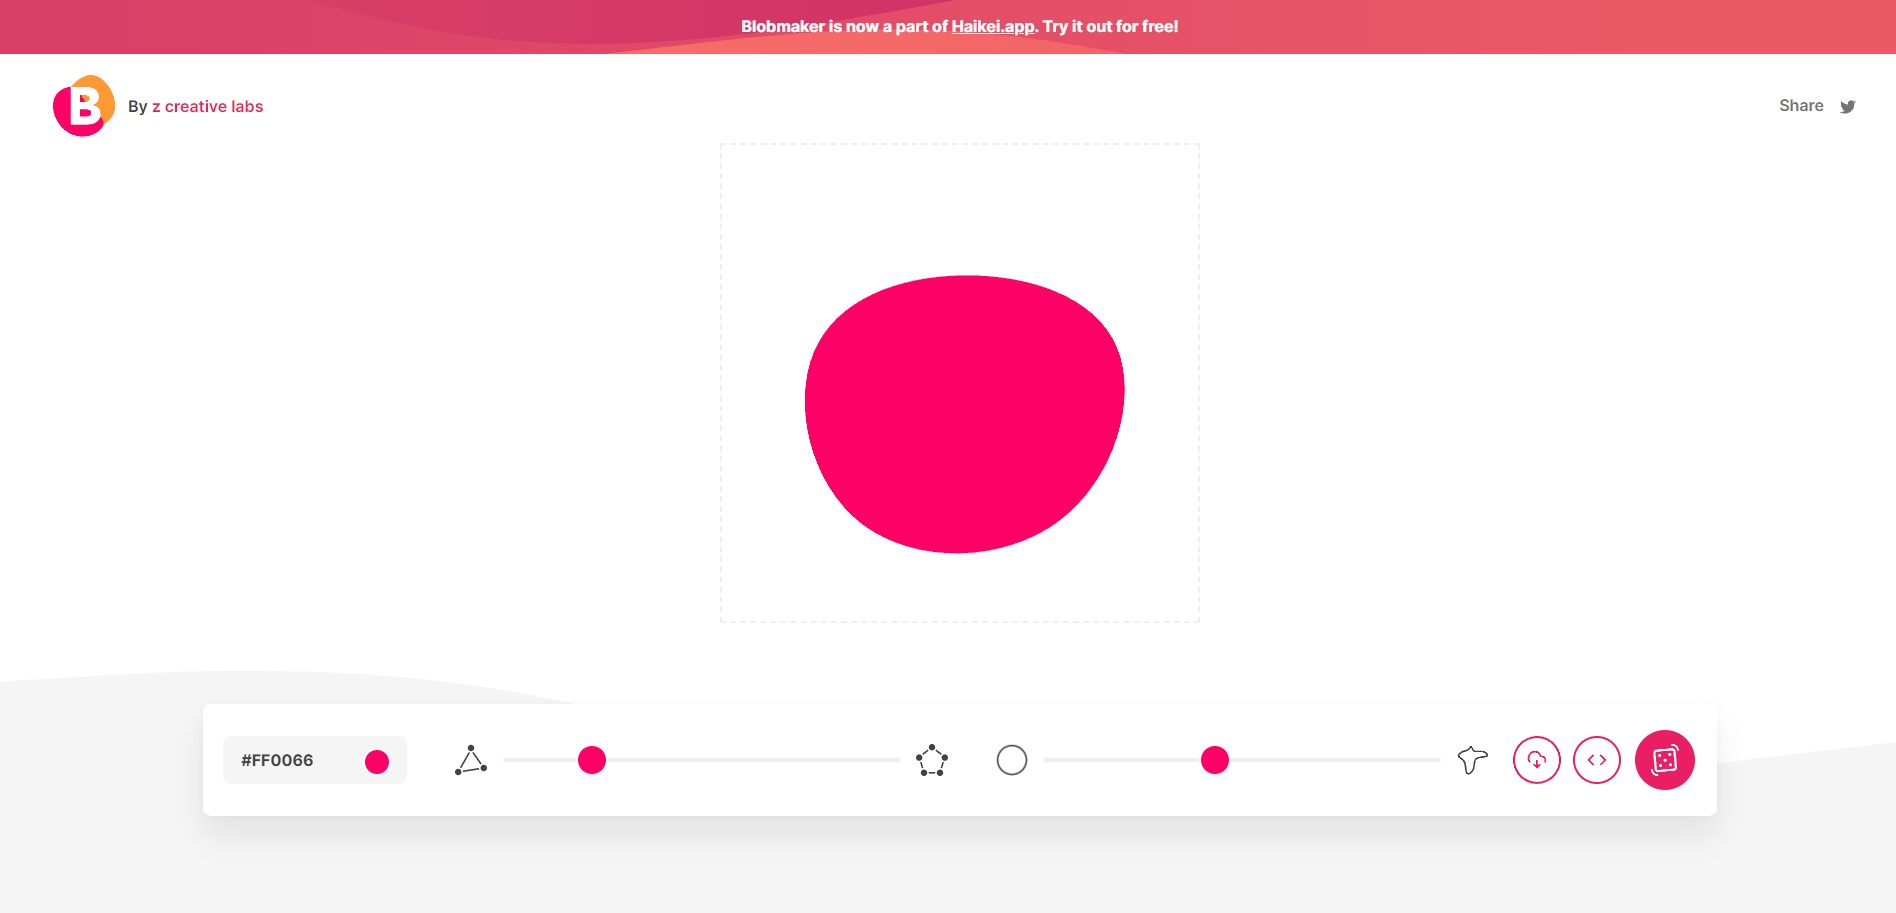 Blobmaker is now a part of Haikei.app. Try it out for free!
B
By z creative labs
Share
#FF0066